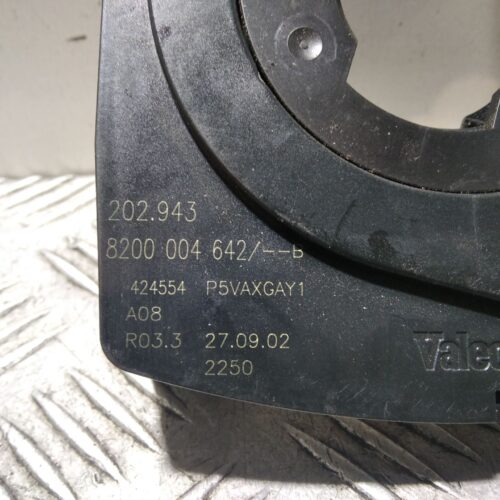 202.943
8200 004 642/--B
424554 P5VAXGAY1
A08
R03.3 27.09.02
2250
Valeo